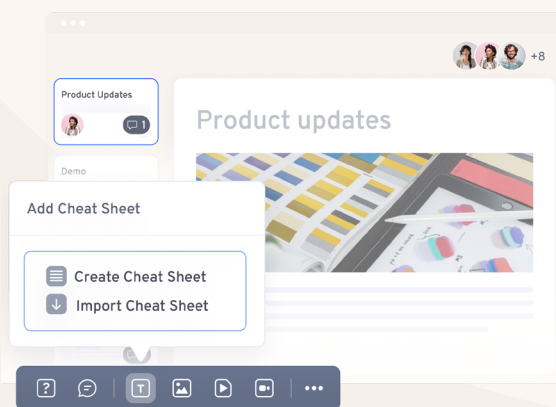 +8
Product Updates
1
Product updates
Demo
Add Cheat Sheet
Create Cheat Sheet
Import Cheat Sheet
?
T